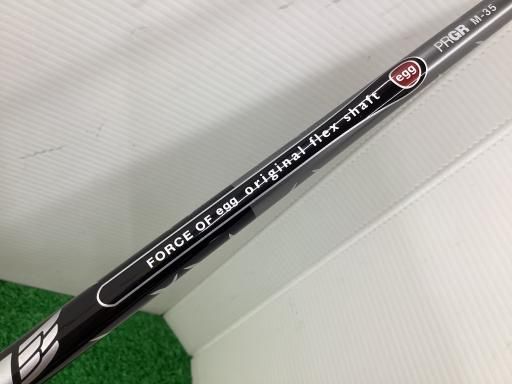 FORCE OF egg original flex shaft
egg
PRGR M-35